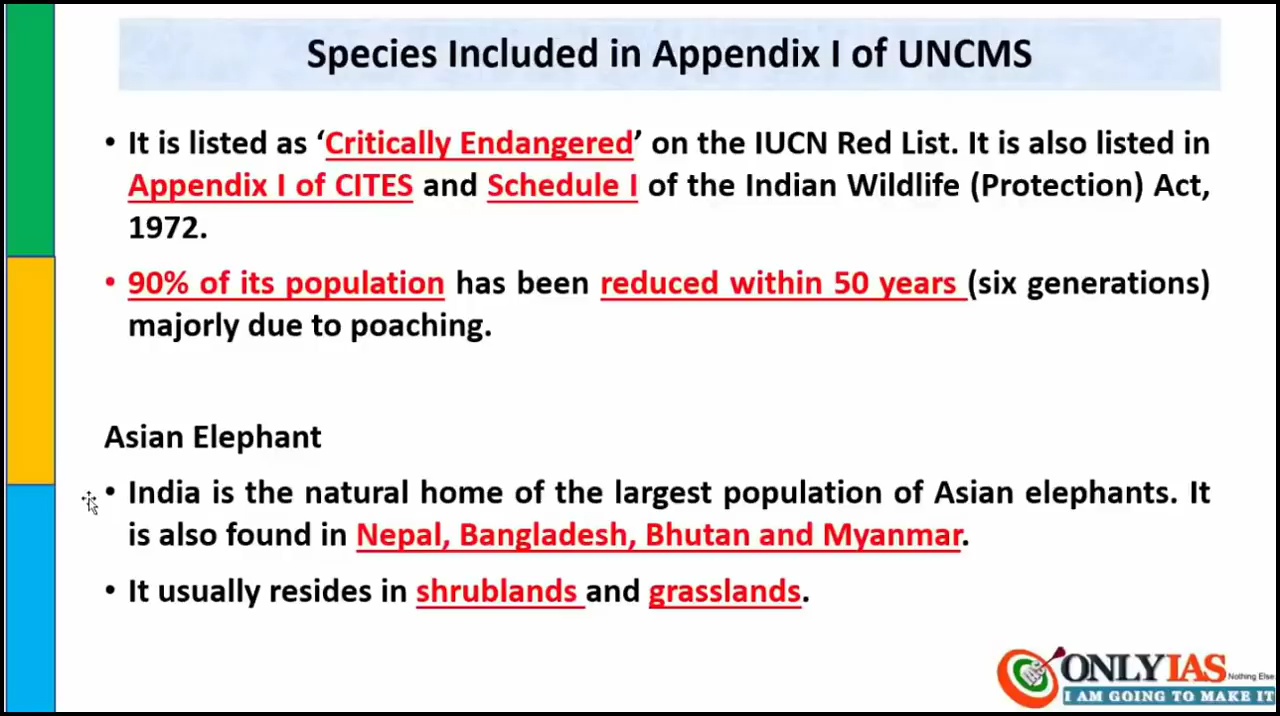 Species Included in Appendix I of UNCMS
• It is listed as ‘Critically Endangered’ on the IUCN Red List. It is also listed in
Appendix I of CITES and Schedule I of the Indian Wildlife (Protection) Act,
1972.
• 90% of its population has been reduced within 50 years (six generations)
majorly due to poaching.
Asian Elephant
• India is the natural home of the largest population of Asian elephants. It
is also found in Nepal, Bangladesh, Bhutan and Myanmar.
• It usually resides in shrublands and grasslands.
IAS ONLYIAS Nothing Else
I AM GOING TO MAKE IT